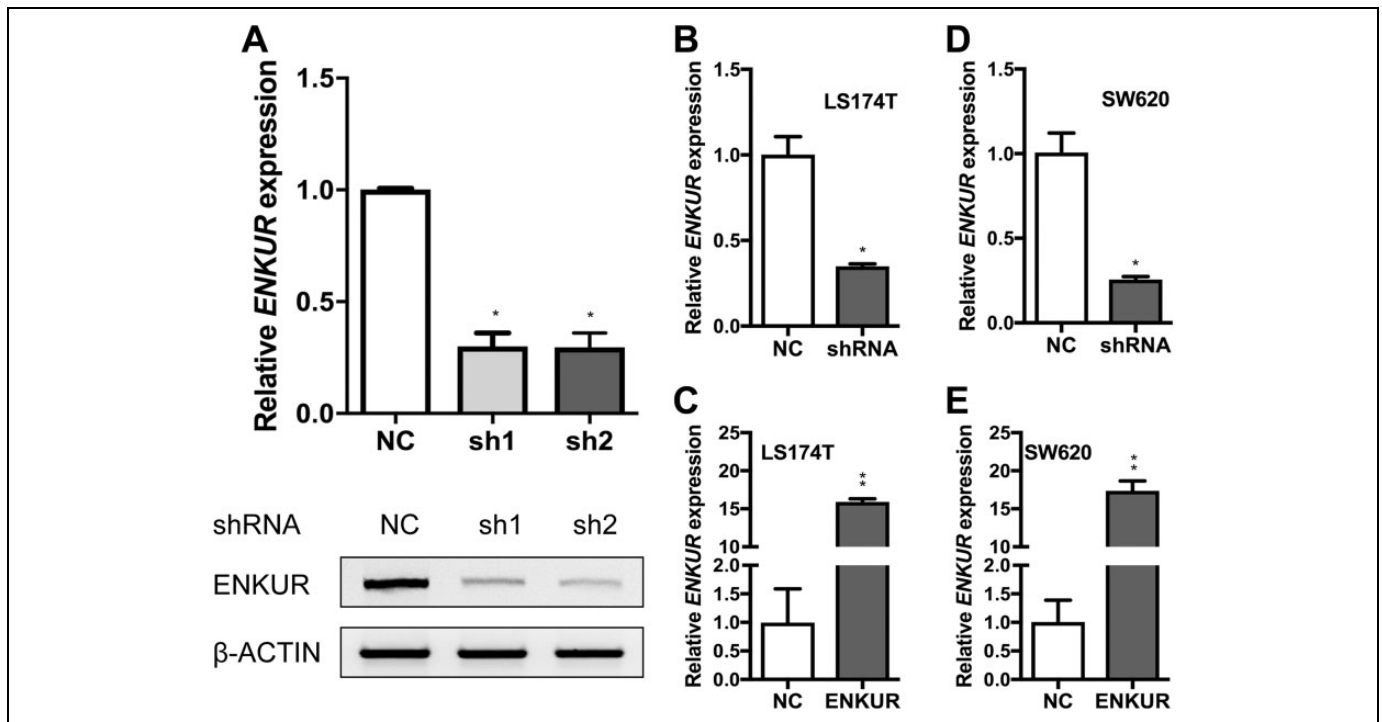 A
Relative ENKUR expression
1.5
1.0
0.5
0.0
*
*
NC sh1 sh2
shRNA NC sh1 sh2
ENKUR
β-ACTIN
B
Relative ENKUR expression
LS174T
1.5
1.0
0.5
0.0
*
NC shRNA
C
Relative ENKUR expression
LS174T
25
20
15
10
2.0
1.5
1.0
0.5
0.0
**
NC ENKUR
D
Relative ENKUR expression
SW620
1.5
1.0
0.5
0.0
*
NC shRNA
E
Relative ENKUR expression
SW620
25
20
15
10
2.0
1.5
1.0
0.5
0.0
**
NC ENKUR